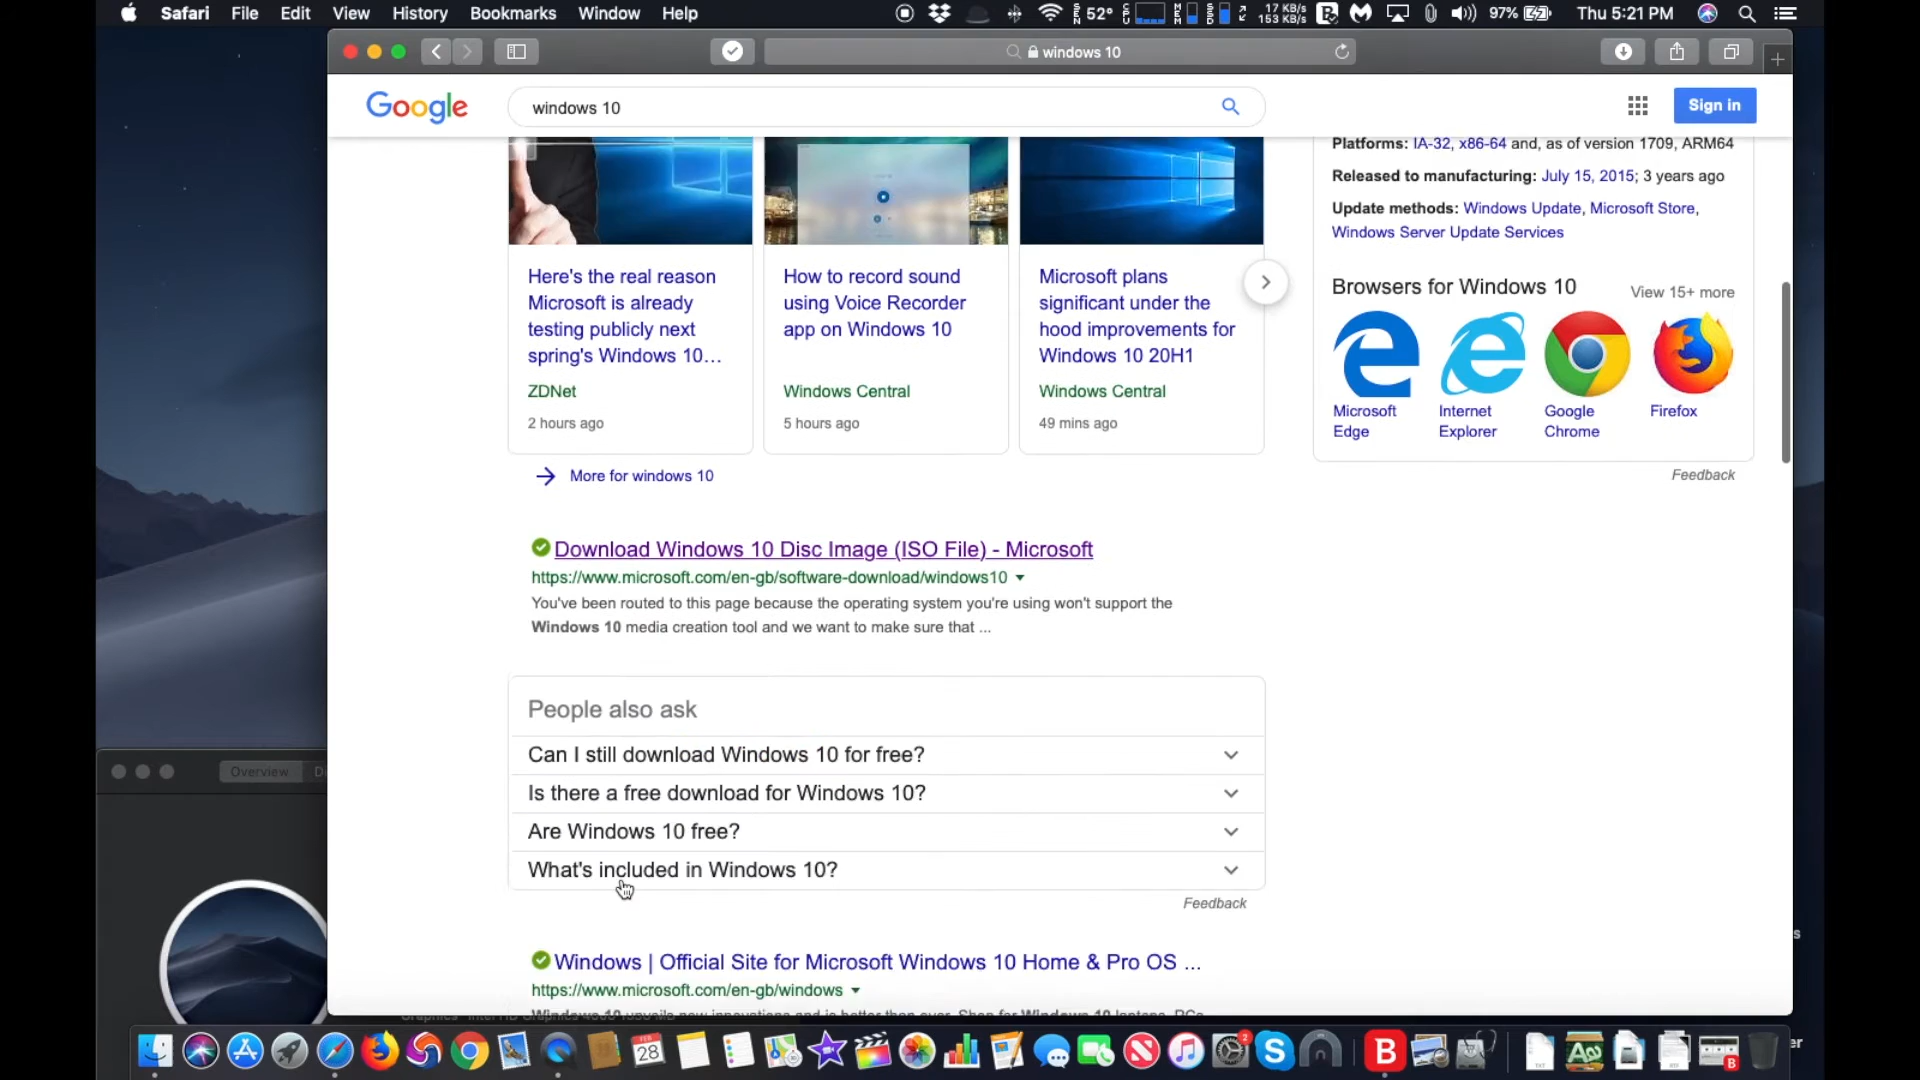 Safari File Edit View History Bookmarks Window Help
52° 17 KB/s 153 KB/s 97% Thu 5:21 PM
windows 10
Google
windows 10
Sign in
Here's the real reason
Microsoft is already
testing publicly next
spring's Windows 10...
ZDNet
2 hours ago
How to record sound
using Voice Recorder
app on Windows 10
Windows Central
5 hours ago
Microsoft plans
significant under the
hood improvements for
Windows 10 20H1
Windows Central
49 mins ago
More for windows 10
Platforms: IA-32, x86-64 and, as of version 1709, ARM64
Released to manufacturing: July 15, 2015; 3 years ago
Update methods: Windows Update, Microsoft Store,
Windows Server Update Services
Browsers for Windows 10
View 15+ more
Microsoft
Edge
Internet
Explorer
Google
Chrome
Firefox
Feedback
Download Windows 10 Disc Image (ISO File) - Microsoft
https://www.microsoft.com/en-gb/software-download/windows10
You've been routed to this page because the operating system you're using won't support the
Windows 10 media creation tool and we want to make sure that ...
People also ask
Can I still download Windows 10 for free?
Is there a free download for Windows 10?
Are Windows 10 free?
What's included in Windows 10?
Feedback
Windows | Official Site for Microsoft Windows 10 Home & Pro OS ...
https://www.microsoft.com/en-gb/windows
Overview
FEB
28
2